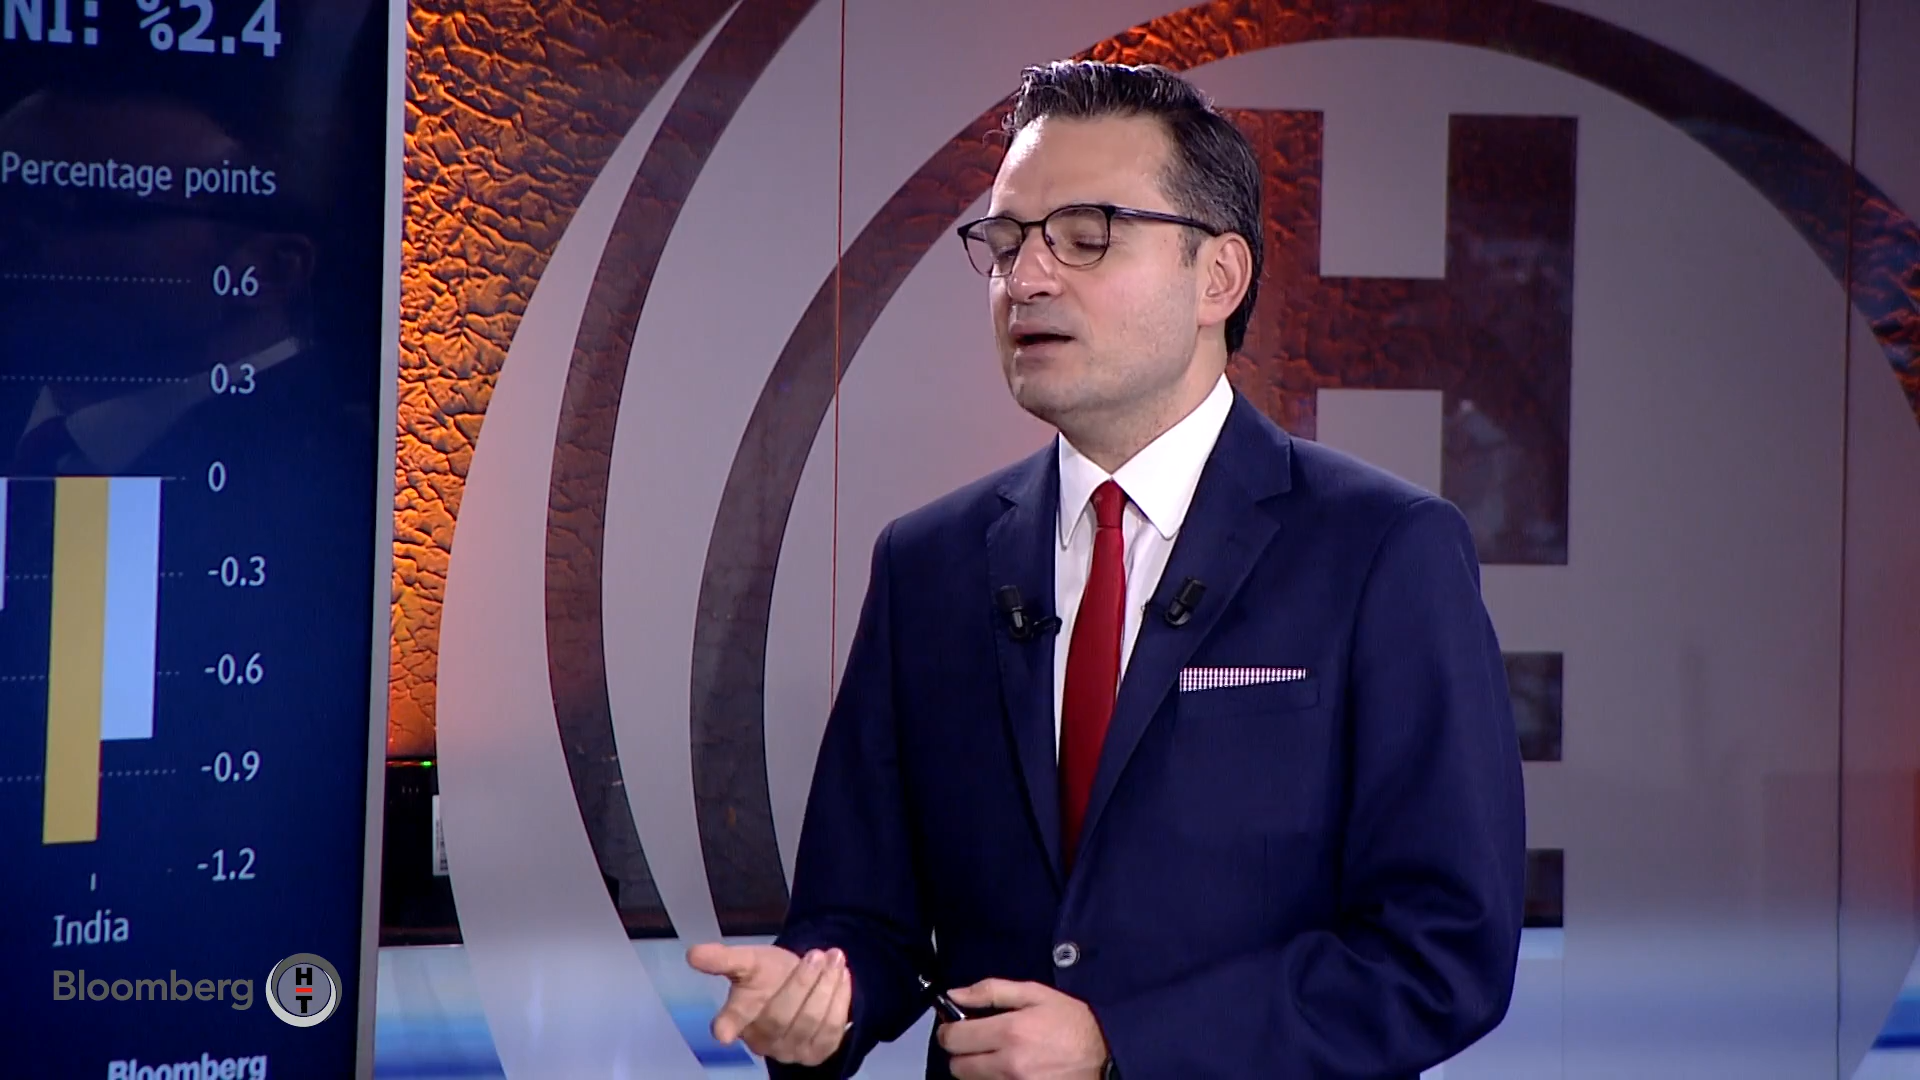 NI: %2.4
Percentage points
0.6
0.3
0
-0.3
-0.6
-0.9
-1.2
India
Bloomberg
HT
Bloomberg